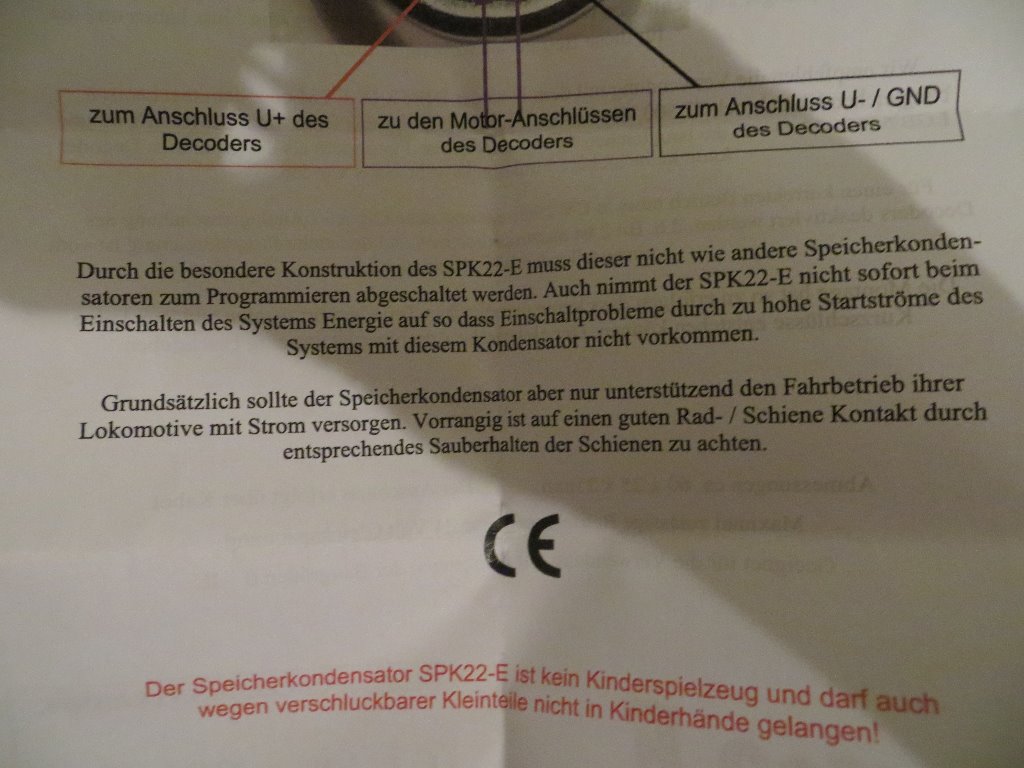 zum Anschluss U+ des
Decoders
zu den Motor-Anschlüssen
des Decoders
zum Anschluss U- / GND
des Decoders
Durch die besondere Konstruktion des SPK22-E muss dieser nicht wie andere Speicherkonden-
satoren zum Programmieren abgeschaltet werden. Auch nimmt der SPK22-E nicht sofort beim
Einschalten des Systems Energie auf so dass Einschaltprobleme durch zu hohe Startströme des
Systems mit diesem Kondensator nicht vorkommen.
Grundsätzlich sollte der Speicherkondensator aber nur unterstützend den Fahrbetrieb ihrer
Lokomotive mit Strom versorgen. Vorrangig ist auf einen guten Rad- / Schiene Kontakt durch
entsprechendes Sauberhalten der Schienen zu achten.
CE
Der Speicherkondensator SPK22-E ist kein Kinderspielzeug und darf auch
wegen verschluckbarer Kleinteile nicht in Kinderhände gelangen!